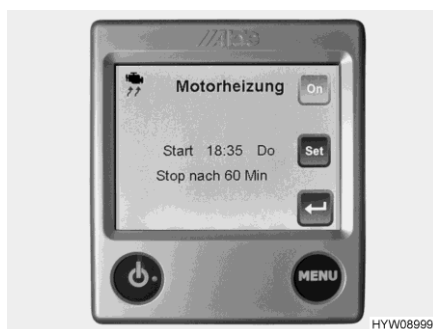 Motorheizung
On
Start 18:35 Do
Set
Stop nach 60 Min
MENU
HYW08999